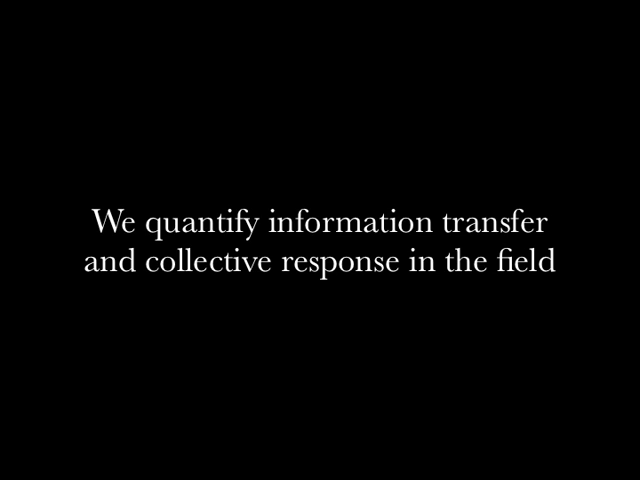 We quantify information transfer
and collective response in the field